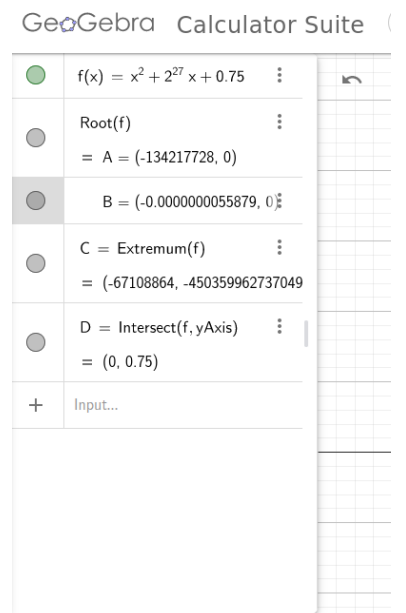 GeoGebra Calculator Suite
f(x) = x² + 2²⁷ x + 0.75
Root(f)
= A = (-134217728, 0)
B = (-0.0000000055879, 0)
C = Extremum(f)
= (-67108864, -450359962737049
D = Intersect(f, yAxis)
= (0, 0.75)
+ Input...